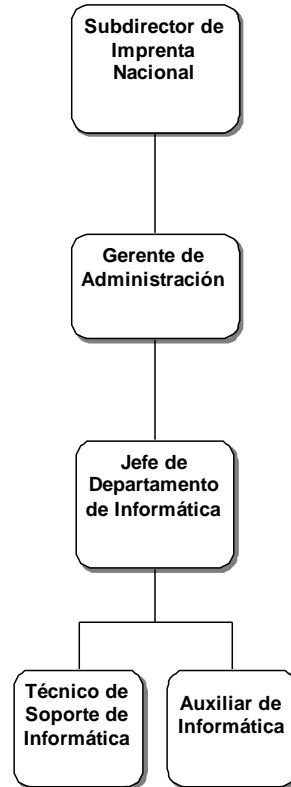 Subdirector de
Imprenta
Nacional
Gerente de
Administración
Jefe de
Departamento
de Informática
Técnico de
Soporte de
Informática
Auxiliar de
Informática